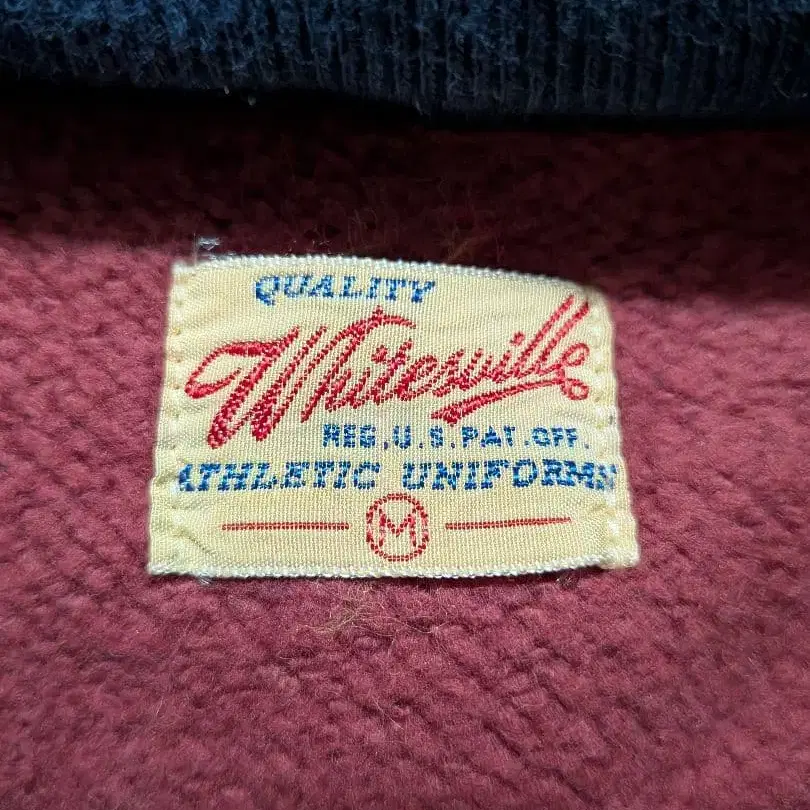 QUALITY
Whitesville
REG.U.S.PAT.OFF.
ATHLETIC UNIFORMS
M